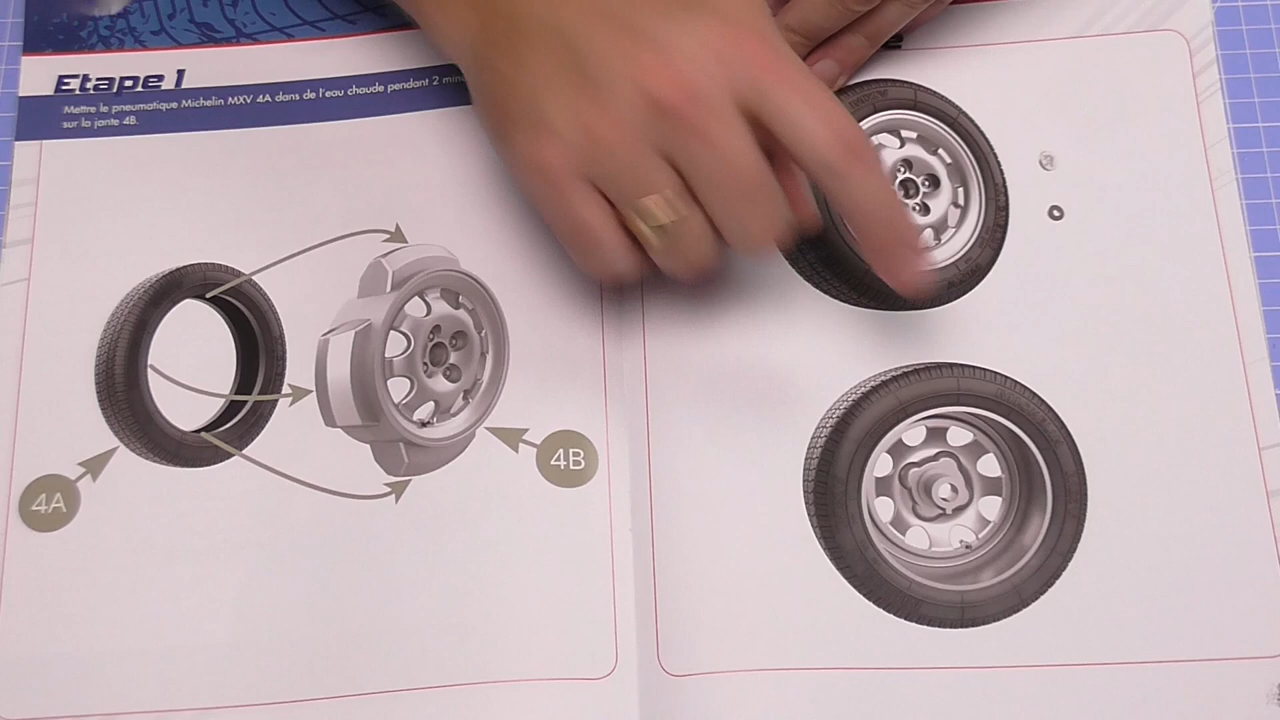 Etape 1
Mettre le pneumatique Michelin MXV 4A dans de l'eau chaude pendant 2
sur la jante 4B.
4A
4B